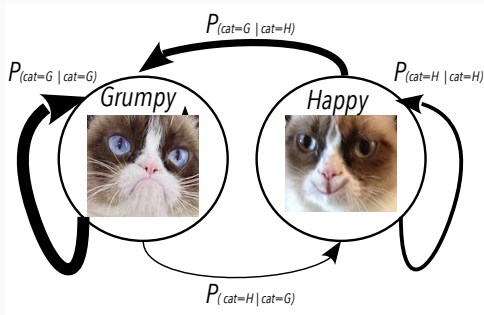 P(cat=G | cat=H)
P(cat=G | cat=G)
P(cat=H | cat=H)
Grumpy
Happy
P(cat=H | cat=G)